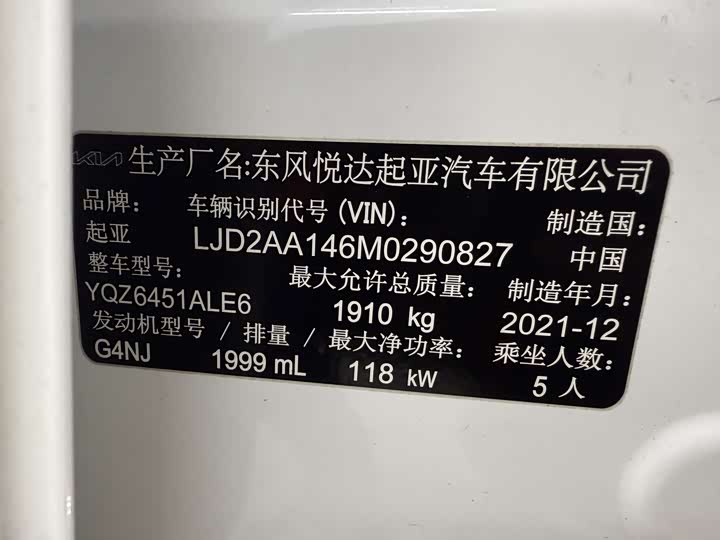 KIA 生产厂名:东风悦达起亚汽车有限公司
品牌: 车辆识别代号(VIN): 制造国:
起亚 LJD2AA146M0290827 中国
整车型号: 最大允许总质量: 制造年月:
YQZ6451ALE6 1910 kg 2021-12
发动机型号 / 排量 / 最大净功率: 乘坐人数:
G4NJ 1999 mL 118 kW 5 人